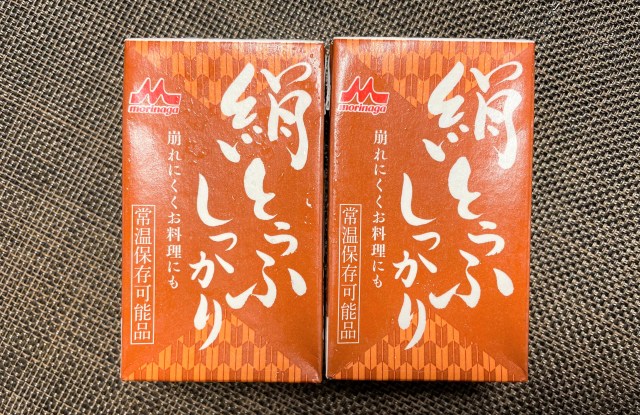 morinaga
絹とうふ
しっかり
崩れにくくお料理にも
常温保存可能品
morinaga
絹とうふ
しっかり
崩れにくくお料理にも
常温保存可能品